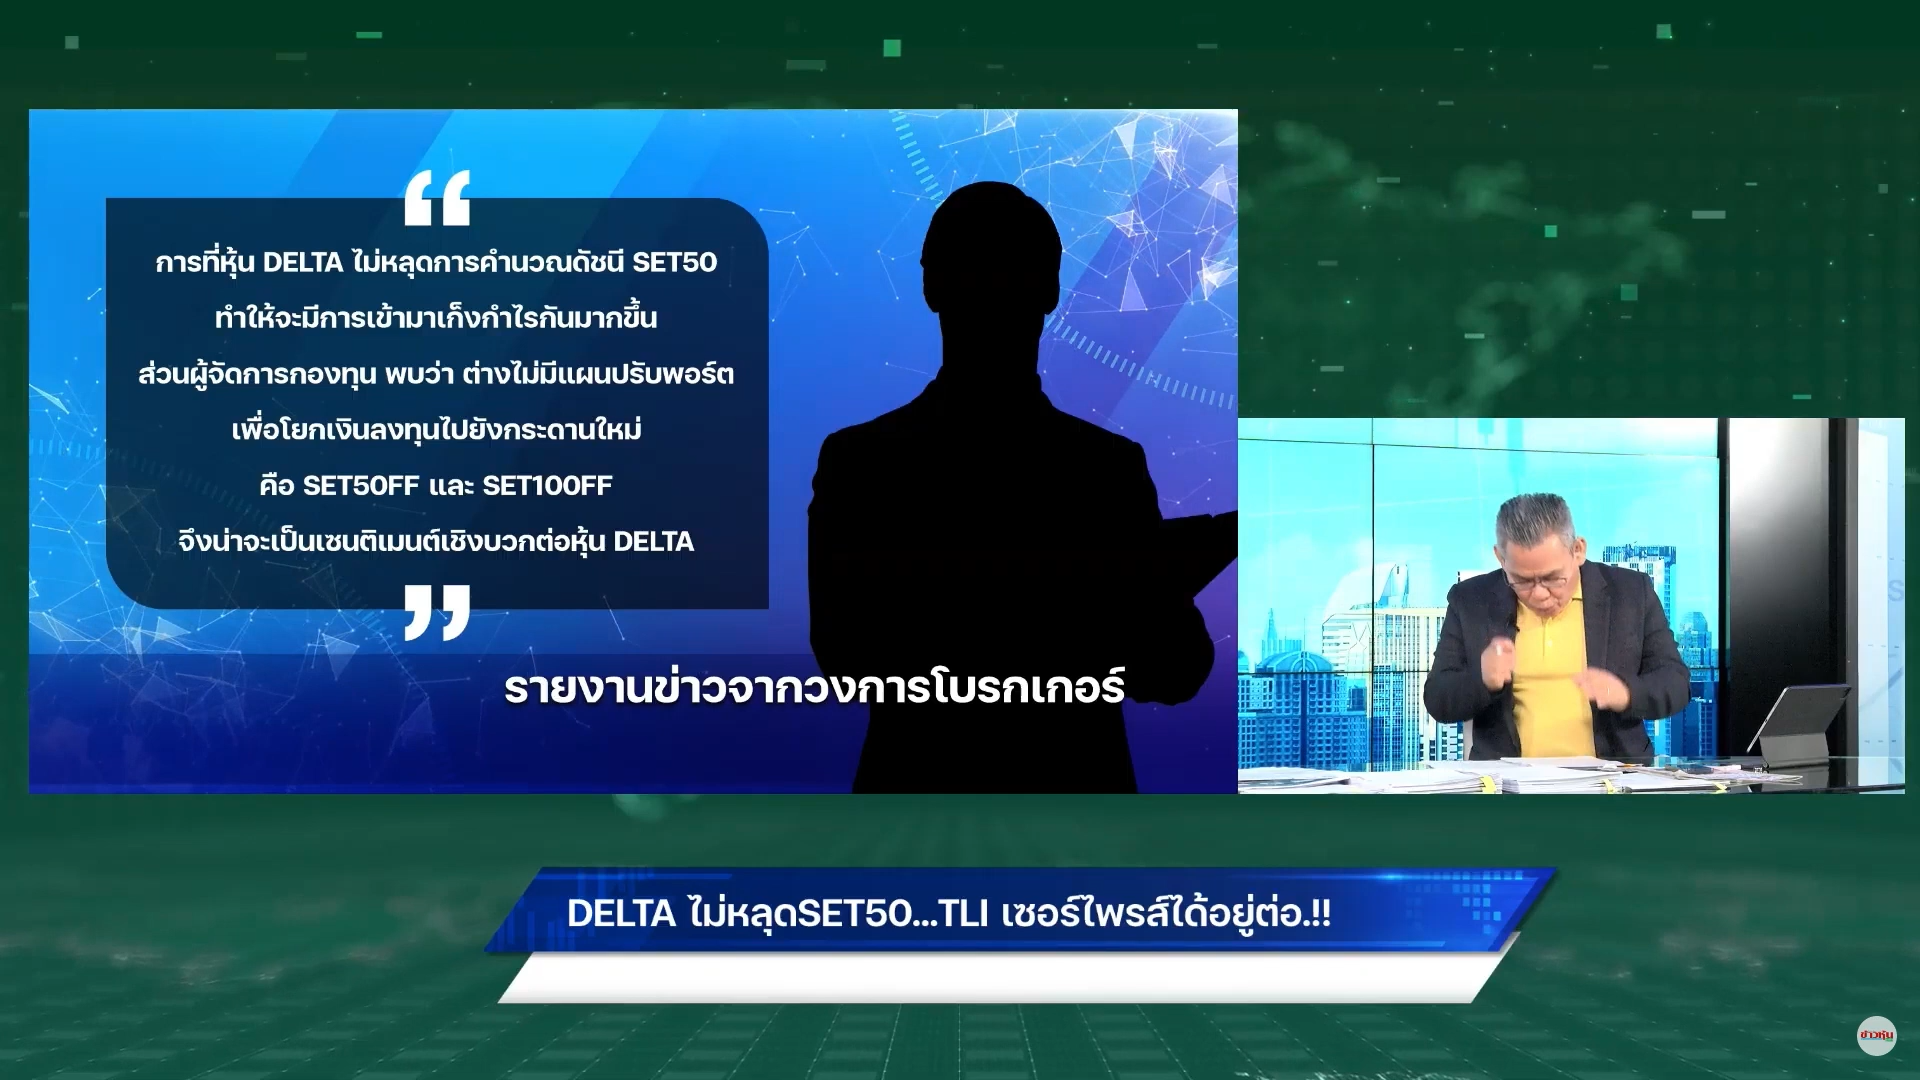 การที่หุ้น DELTA ไม่หลุดการคำนวณดัชนี SET50
ทำให้จะมีการเข้ามาเก็งกำไรกันมากขึ้น
ส่วนผู้จัดการกองทุน พบว่า ต่างไม่มีแผนปรับพอร์ต
เพื่อโยกเงินลงทุนไปยังกระดานใหม่
คือ SET50FF และ SET100FF
จึงน่าจะเป็นเซนติเมนต์เชิงบวกต่อหุ้น DELTA
รายงานข่าวจากวงการโบรกเกอร์
DELTA ไม่หลุดSET50...TLI เซอร์ไพรส์ได้อยู่ต่อ.!!
ข่าวหุ้น